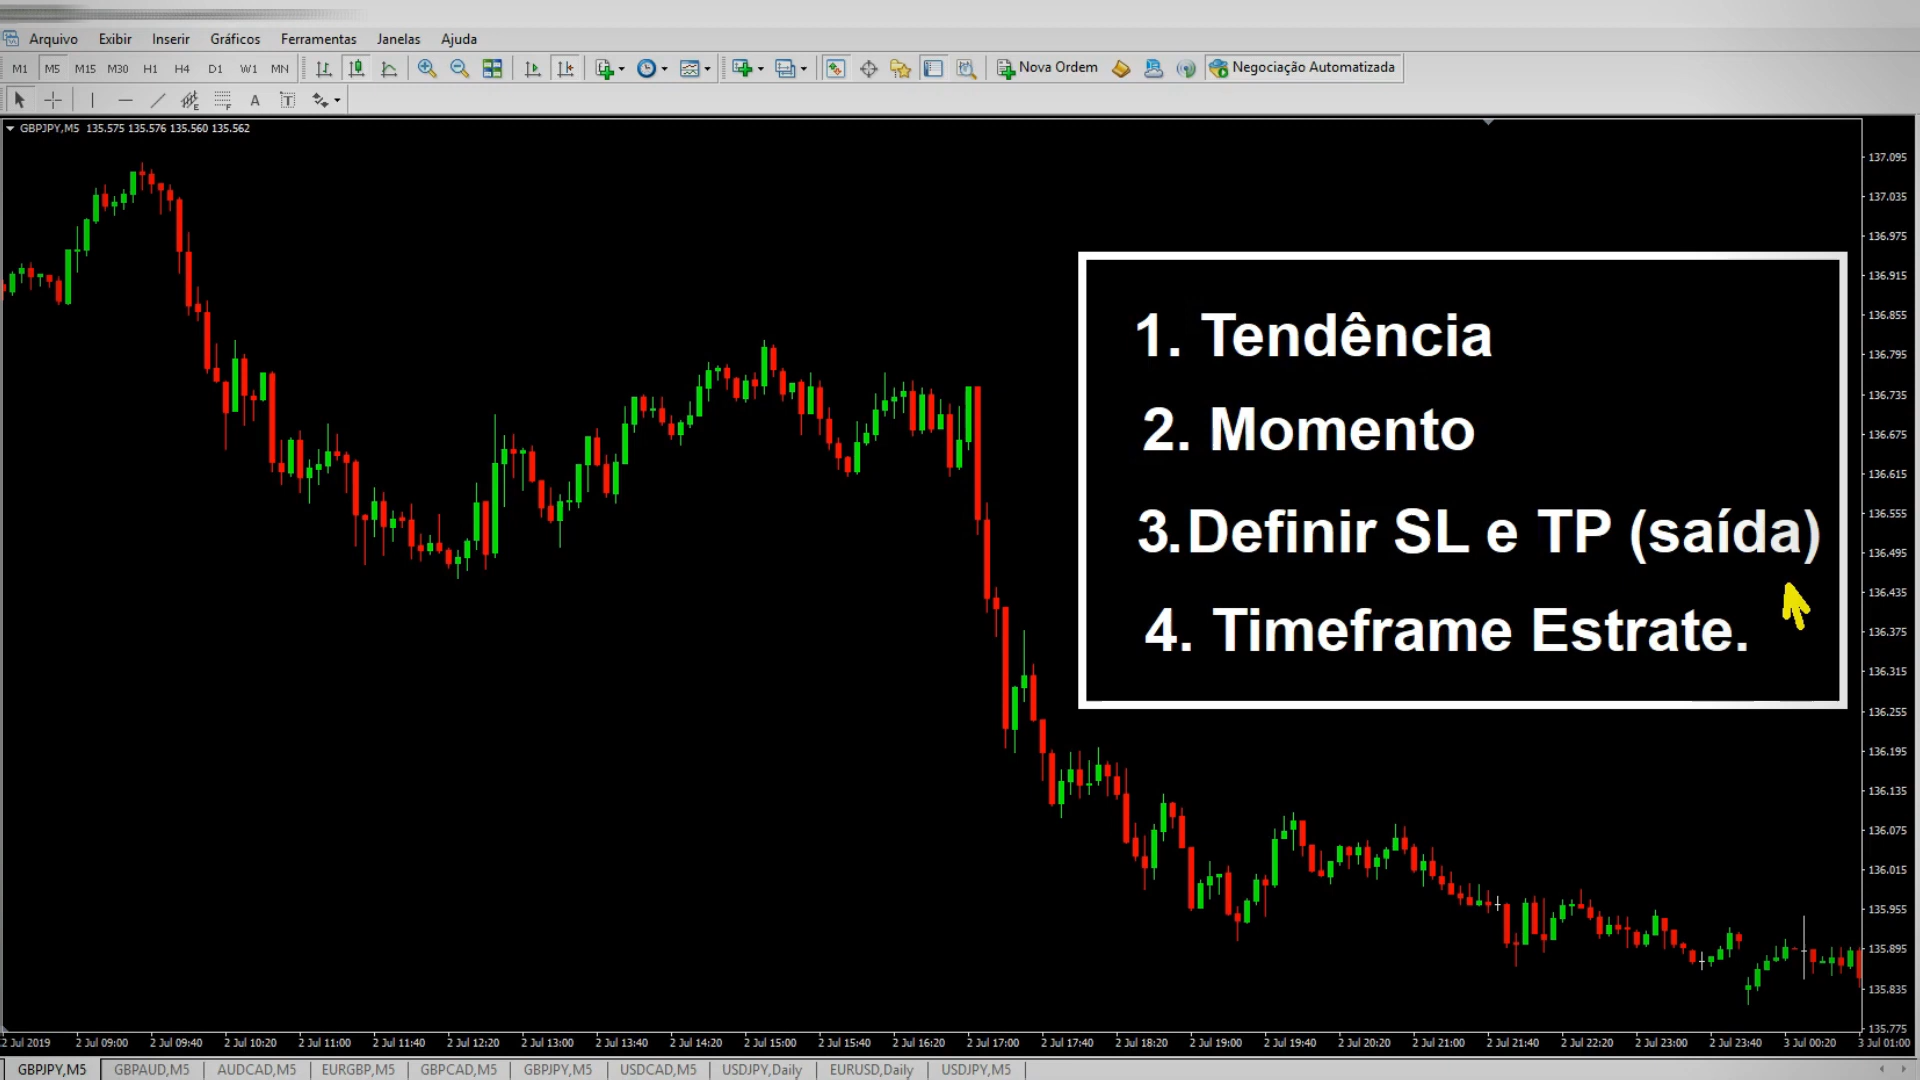 Arquivo Exibir Inserir Gráficos Ferramentas Janelas Ajuda
M1 M5 M15 M30 H1 H4 D1 W1 MN Nova Ordem Negociação Automatizada
E F A T
GBPJPY,M5 135.575 135.576 135.560 135.562
137.095
137.035
136.975
136.915
136.855
136.795
136.735
136.675
136.615
136.555
136.495
136.435
136.375
136.315
136.255
136.195
136.135
136.075
136.015
135.955
135.895
135.835
135.775
1. Tendência
2. Momento
3.Definir SL e TP (saída)
4. Timeframe Estrate.
2 Jul 2019 2 Jul 09:00 2 Jul 09:40 2 Jul 10:20 2 Jul 11:00 2 Jul 11:40 2 Jul 12:20 2 Jul 13:00 2 Jul 13:40 2 Jul 14:20 2 Jul 15:00 2 Jul 15:40 2 Jul 16:20 2 Jul 17:00 2 Jul 17:40 2 Jul 18:20 2 Jul 19:00 2 Jul 19:40 2 Jul 20:20 2 Jul 21:00 2 Jul 21:40 2 Jul 22:20 2 Jul 23:00 2 Jul 23:40 3 Jul 00:20 3 Jul 01:00
GBPJPY,M5 GBPAUD,M5 AUDCAD,M5 EURGBP,M5 GBPCAD,M5 GBPJPY,M5 USDCAD,M5 USDJPY,Daily EURUSD,Daily USDJPY,M5